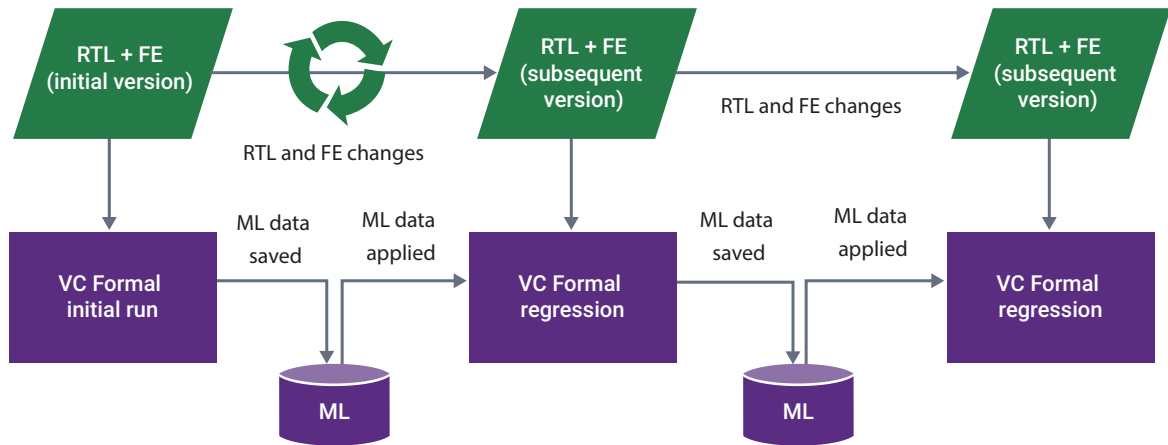 RTL + FE
(initial version)
RTL and FE changes
RTL + FE
(subsequent
version)
RTL and FE changes
RTL + FE
(subsequent
version)
VC Formal
initial run
ML data
saved
ML data
applied
VC Formal
regression
ML data
saved
ML data
applied
VC Formal
regression
ML
ML